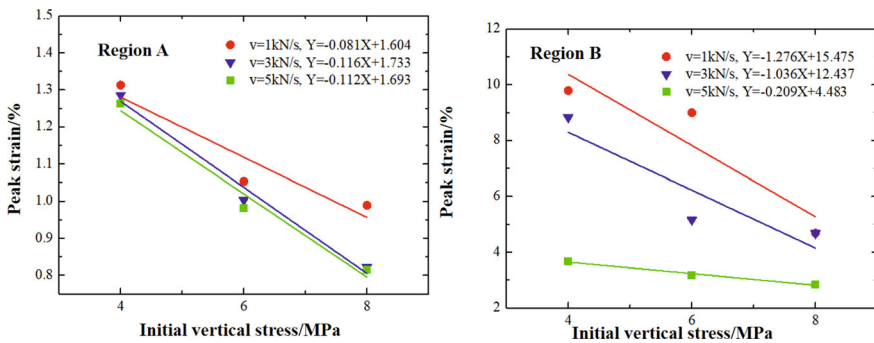 Region A
v=1kN/s, Y=-0.081X+1.604
v=3kN/s, Y=-0.116X+1.733
v=5kN/s, Y=-0.112X+1.693
1.5
1.4
1.3
1.2
1.1
1.0
0.9
0.8
Peak strain/%
4 6 8
Initial vertical stress/MPa
Region B
v=1kN/s, Y=-1.276X+15.475
v=3kN/s, Y=-1.036X+12.437
v=5kN/s, Y=-0.209X+4.483
12
10
8
6
4
2
Peak strain/%
4 6 8
Initial vertical stress/MPa